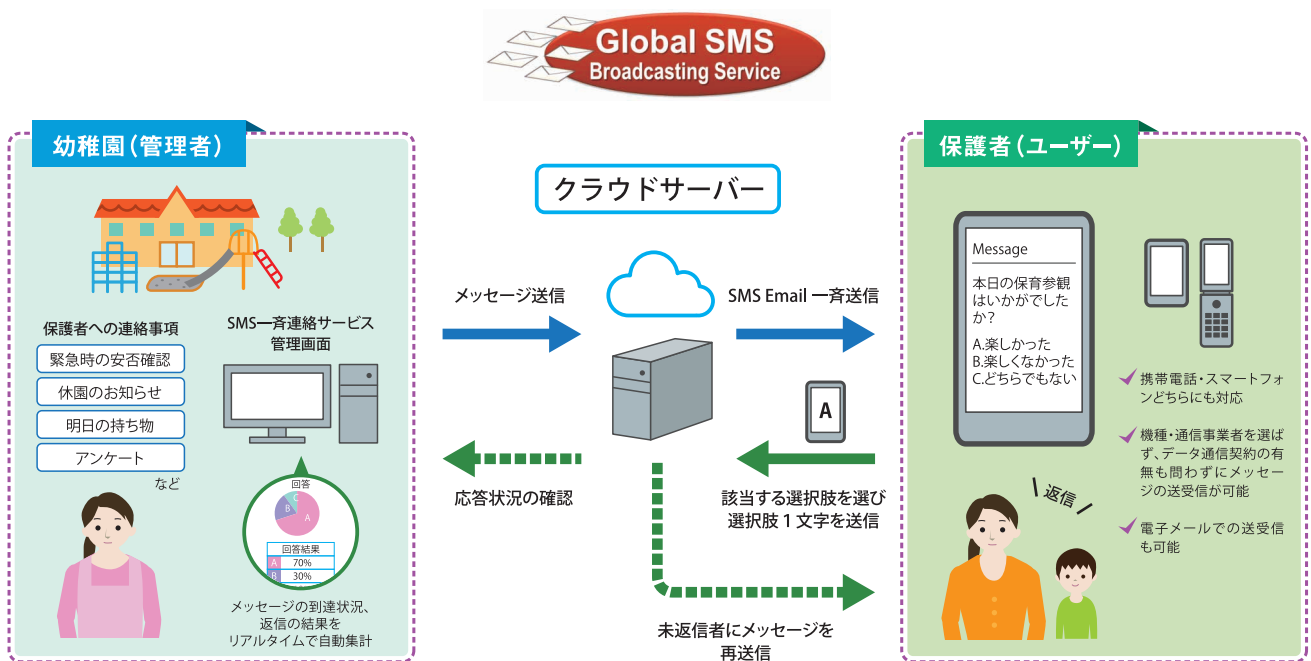 Global SMS
Broadcasting Service
幼稚園（管理者）
保護者への連絡事項
緊急時の安否確認
休園のお知らせ
明日の持ち物
アンケート
など
SMS一斉連絡サービス
管理画面
回答
C
B
A
回答結果
A 70%
B 30%
メッセージの到達状況、
返信の結果を
リアルタイムで自動集計
クラウドサーバー
メッセージ送信
SMS Email 一斉送信
A
応答状況の確認
該当する選択肢を選び
選択肢1文字を送信
未返信者にメッセージを
再送信
保護者（ユーザー）
Message
本日の保育参観
はいかがでした
か？
A.楽しかった
B.楽しくなかった
C.どちらでもない
携帯電話・スマートフォ
ンどちらにも対応
機種・通信事業者を選ば
ず、データ通信契約の有
無も問わずにメッセー
ジの送受信が可能
電子メールでの送受信
も可能
返信